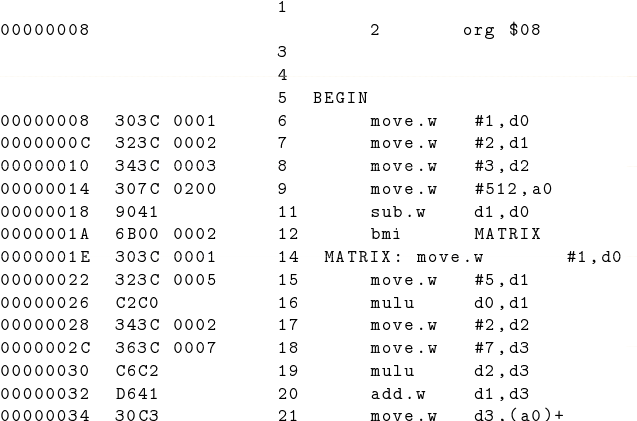 1
00000008 2 org $08
3
4
5 BEGIN
00000008 303C 0001 6 move.w #1,d0
0000000C 323C 0002 7 move.w #2,d1
00000010 343C 0003 8 move.w #3,d2
00000014 307C 0200 9 move.w #512,a0
00000018 9041 11 sub.w d1,d0
0000001A 6B00 0002 12 bmi MATRIX
0000001E 303C 0001 14 MATRIX: move.w #1,d0
00000022 323C 0005 15 move.w #5,d1
00000026 C2C0 16 mulu d0,d1
00000028 343C 0002 17 move.w #2,d2
0000002C 363C 0007 18 move.w #7,d3
00000030 C6C2 19 mulu d2,d3
00000032 D641 20 add.w d1,d3
00000034 30C3 21 move.w d3.(a0)+